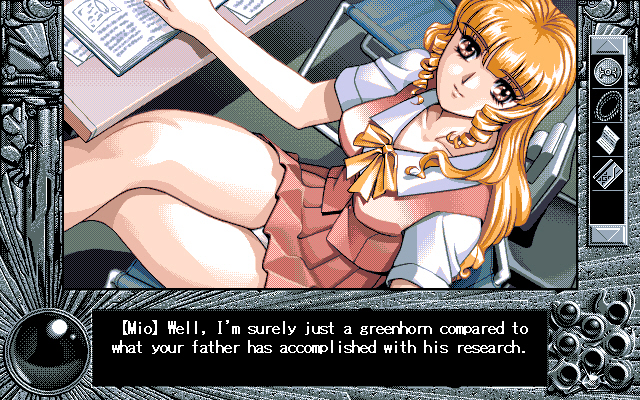 [Mio] Well, I'm surely just a greenhorn compared to
what your father has accomplished with his research.